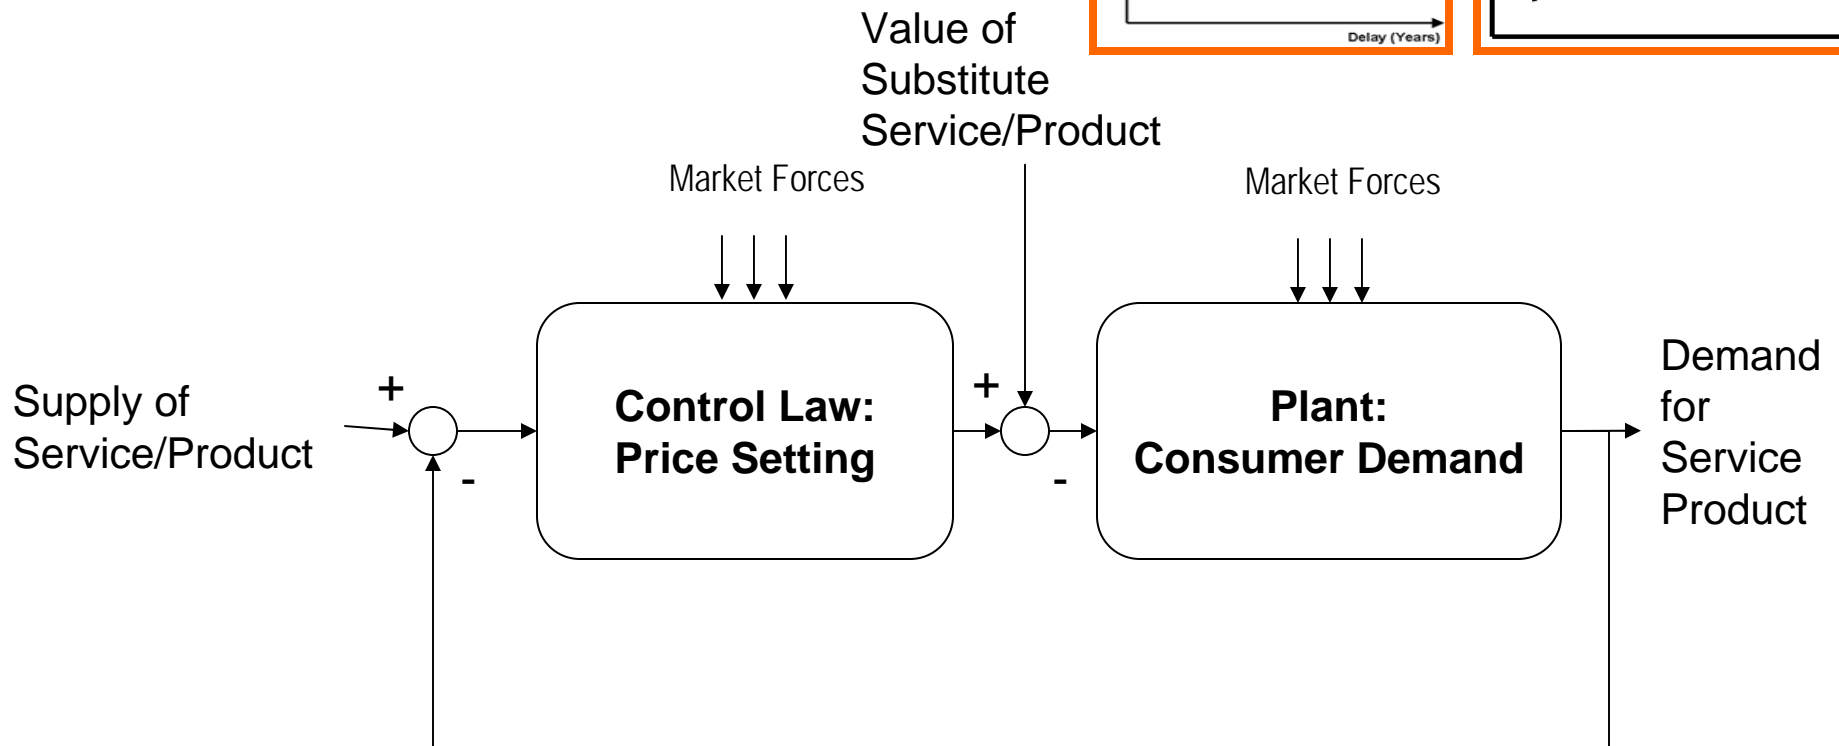 Value of
Substitute
Service/Product
Delay (Years)
Market Forces
Market Forces
Supply of
Service/Product
+
-
Control Law:
Price Setting
+
-
Plant:
Consumer Demand
Demand
for
Service
Product